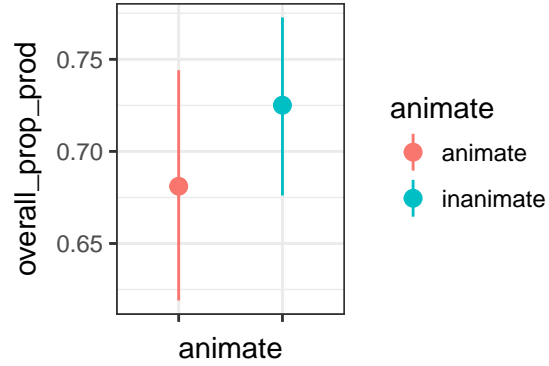 overall_prop_prod
0.75
0.70
0.65
animate
animate
animate
inanimate